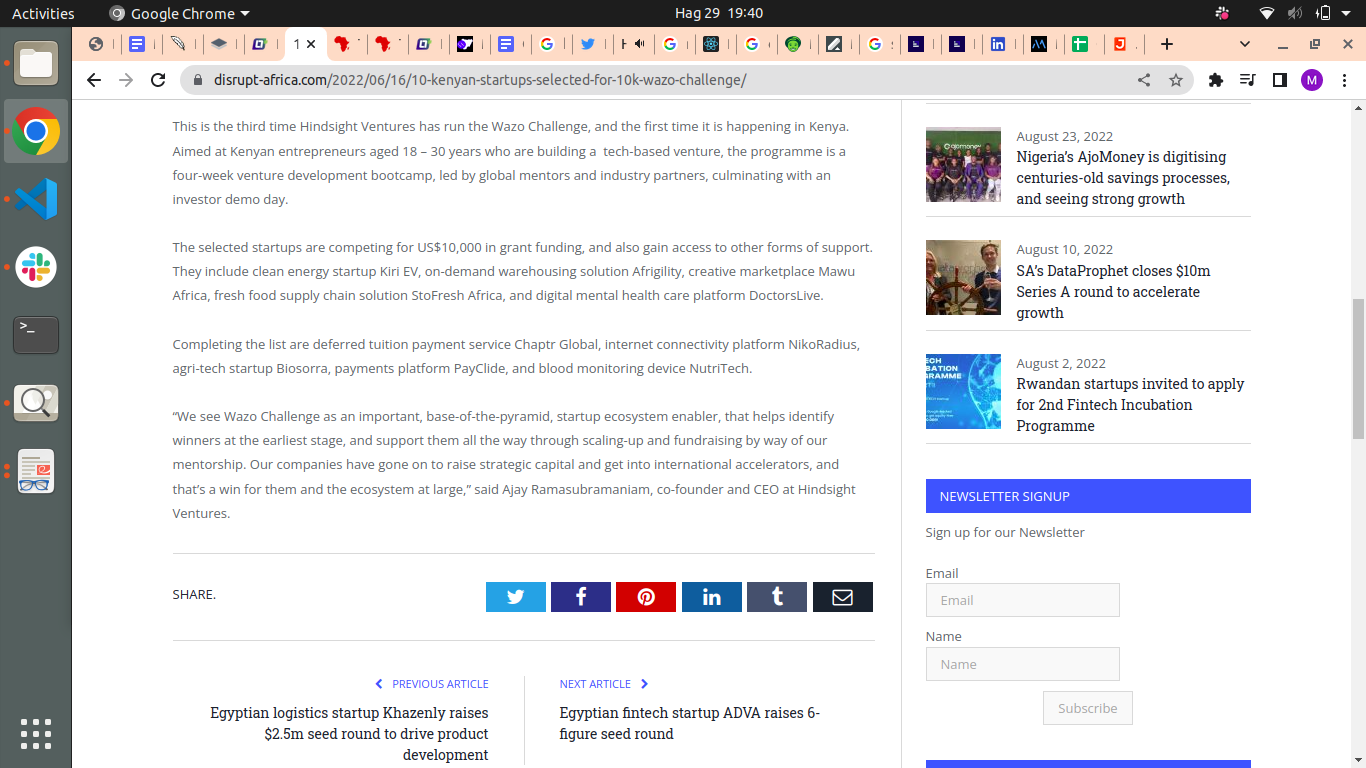 Activities
Google Chrome
Hag 29 19:40
disrupt-africa.com/2022/06/16/10-kenyan-startups-selected-for-10k-wazo-challenge/
M
This is the third time Hindsight Ventures has run the Wazo Challenge, and the first time it is happening in Kenya.
Aimed at Kenyan entrepreneurs aged 18 – 30 years who are building a tech-based venture, the programme is a
four-week venture development bootcamp, led by global mentors and industry partners, culminating with an
investor demo day.
The selected startups are competing for US$10,000 in grant funding, and also gain access to other forms of support.
They include clean energy startup Kiri EV, on-demand warehousing solution Afrigility, creative marketplace Mawu
Africa, fresh food supply chain solution StoFresh Africa, and digital mental health care platform DoctorsLive.
Completing the list are deferred tuition payment service Chaptr Global, internet connectivity platform NikoRadius,
agri-tech startup Biosorra, payments platform PayClide, and blood monitoring device NutriTech.
“We see Wazo Challenge as an important, base-of-the-pyramid, startup ecosystem enabler, that helps identify
winners at the earliest stage, and support them all the way through scaling-up and fundraising by way of our
mentorship. Our companies have gone on to raise strategic capital and get into international accelerators, and
that’s a win for them and the ecosystem at large,” said Ajay Ramasubramaniam, co-founder and CEO at Hindsight
Ventures.
SHARE.
PREVIOUS ARTICLE
Egyptian logistics startup Khazenly raises
$2.5m seed round to drive product
development
NEXT ARTICLE
Egyptian fintech startup ADVA raises 6-
figure seed round
August 23, 2022
Nigeria’s AjoMoney is digitising
centuries-old savings processes,
and seeing strong growth
August 10, 2022
SA’s DataProphet closes $10m
Series A round to accelerate
growth
August 2, 2022
Rwandan startups invited to apply
for 2nd Fintech Incubation
Programme
NEWSLETTER SIGNUP
Sign up for our Newsletter
Email
Email
Name
Name
Subscribe